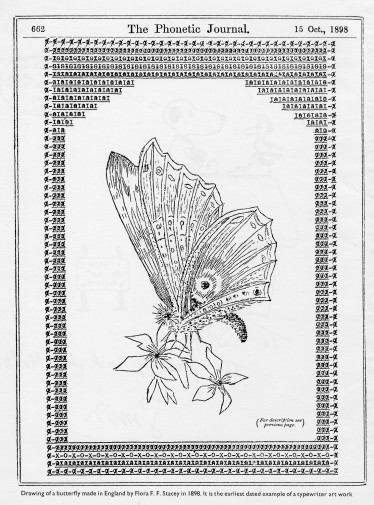 662 The Phonetic Journal. 15 Oct., 1898
(For description see
previous page.)
Drawing of a butterfly made in England by Flora F. F. Stacey in 1898. It is the earliest dated example of a typewriter art work